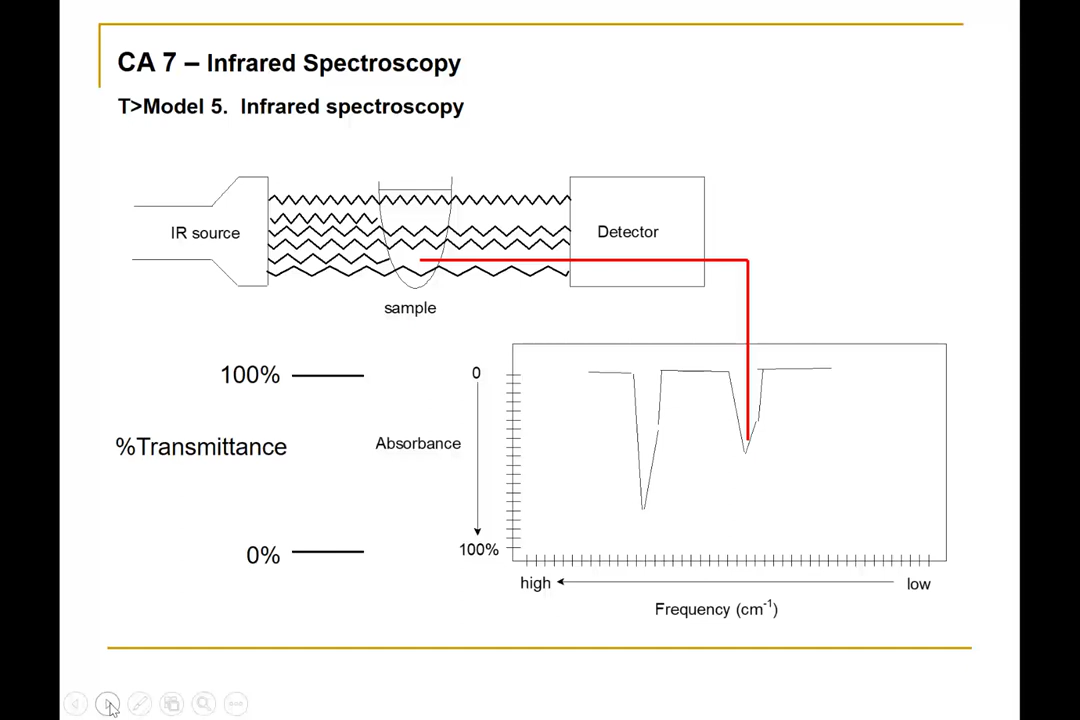 CA 7 – Infrared Spectroscopy
T>Model 5. Infrared spectroscopy
IR source
Detector
sample
100%
0
%Transmittance
Absorbance
0%
100%
high
low
Frequency (cm-1)